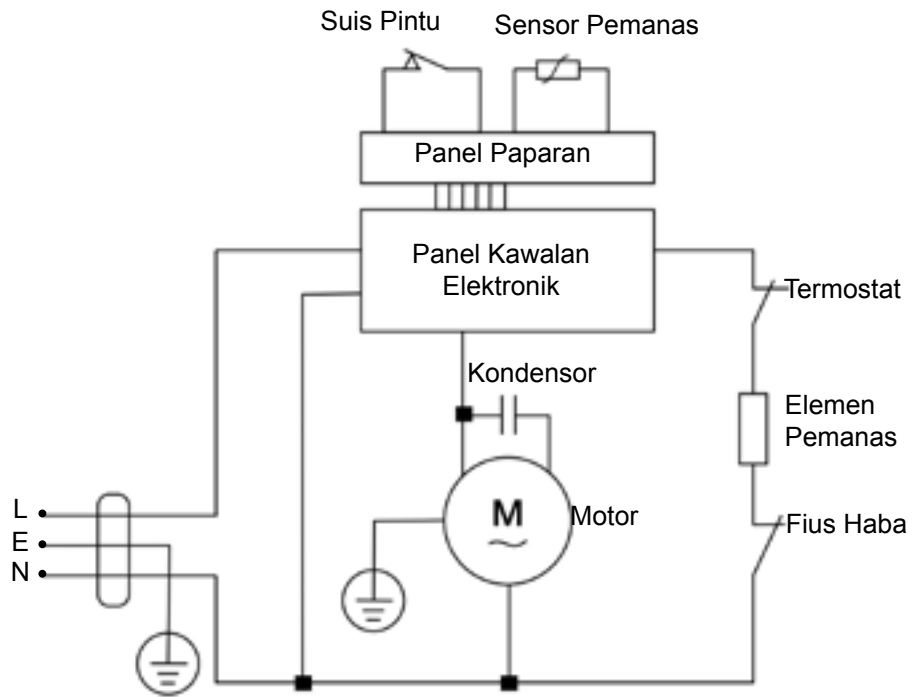 Suis Pintu
Sensor Pemanas
Panel Paparan
Panel Kawalan
Elektronik
Termostat
Kondensor
Elemen
Pemanas
L
E
N
M
Motor
Fius Haba